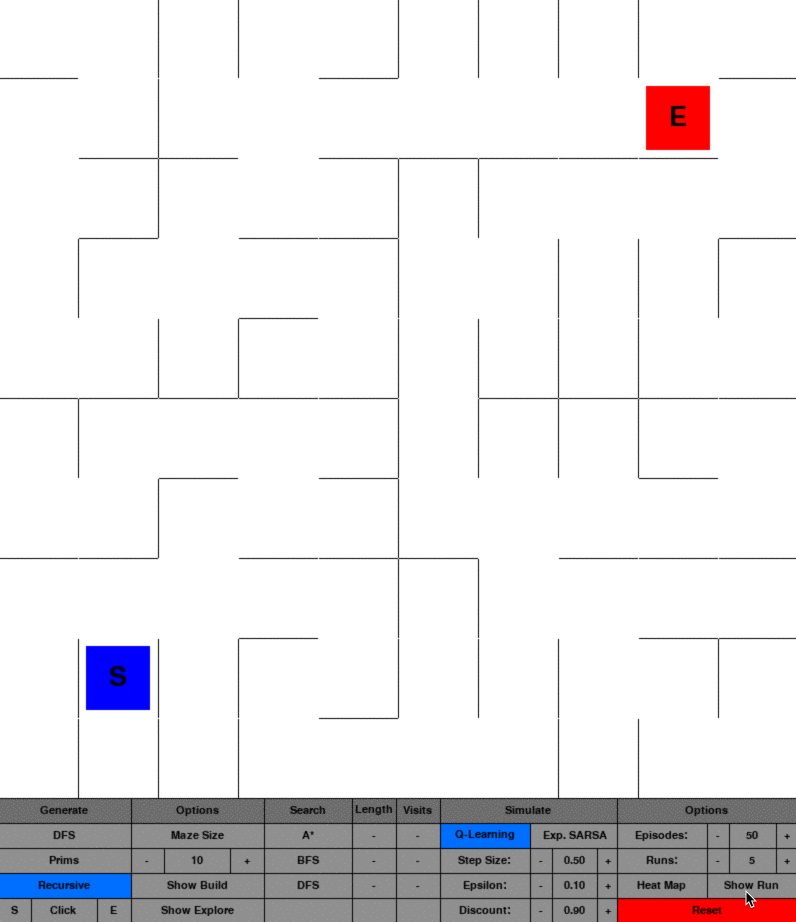 E
S
Generate Options Search Length Visits Simulate Options
DFS Maze Size A* - - Q-Learning Exp. SARSA Episodes: - 50 +
Prims - 10 + BFS - - Step Size: - 0.50 + Runs: - 5 +
Recursive Show Build DFS - - Epsilon: - 0.10 + Heat Map Show Run
S Click E Show Explore Discount: - 0.90 + Reset